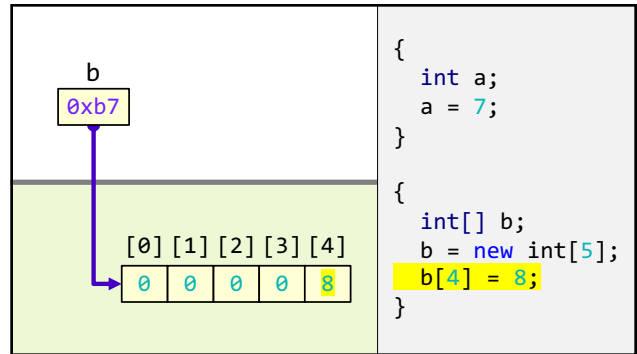 b
0xb7
[0] [1] [2] [3] [4]
0 0 0 0 8
{
int a;
a = 7;
}
{
int[] b;
b = new int[5];
b[4] = 8;
}